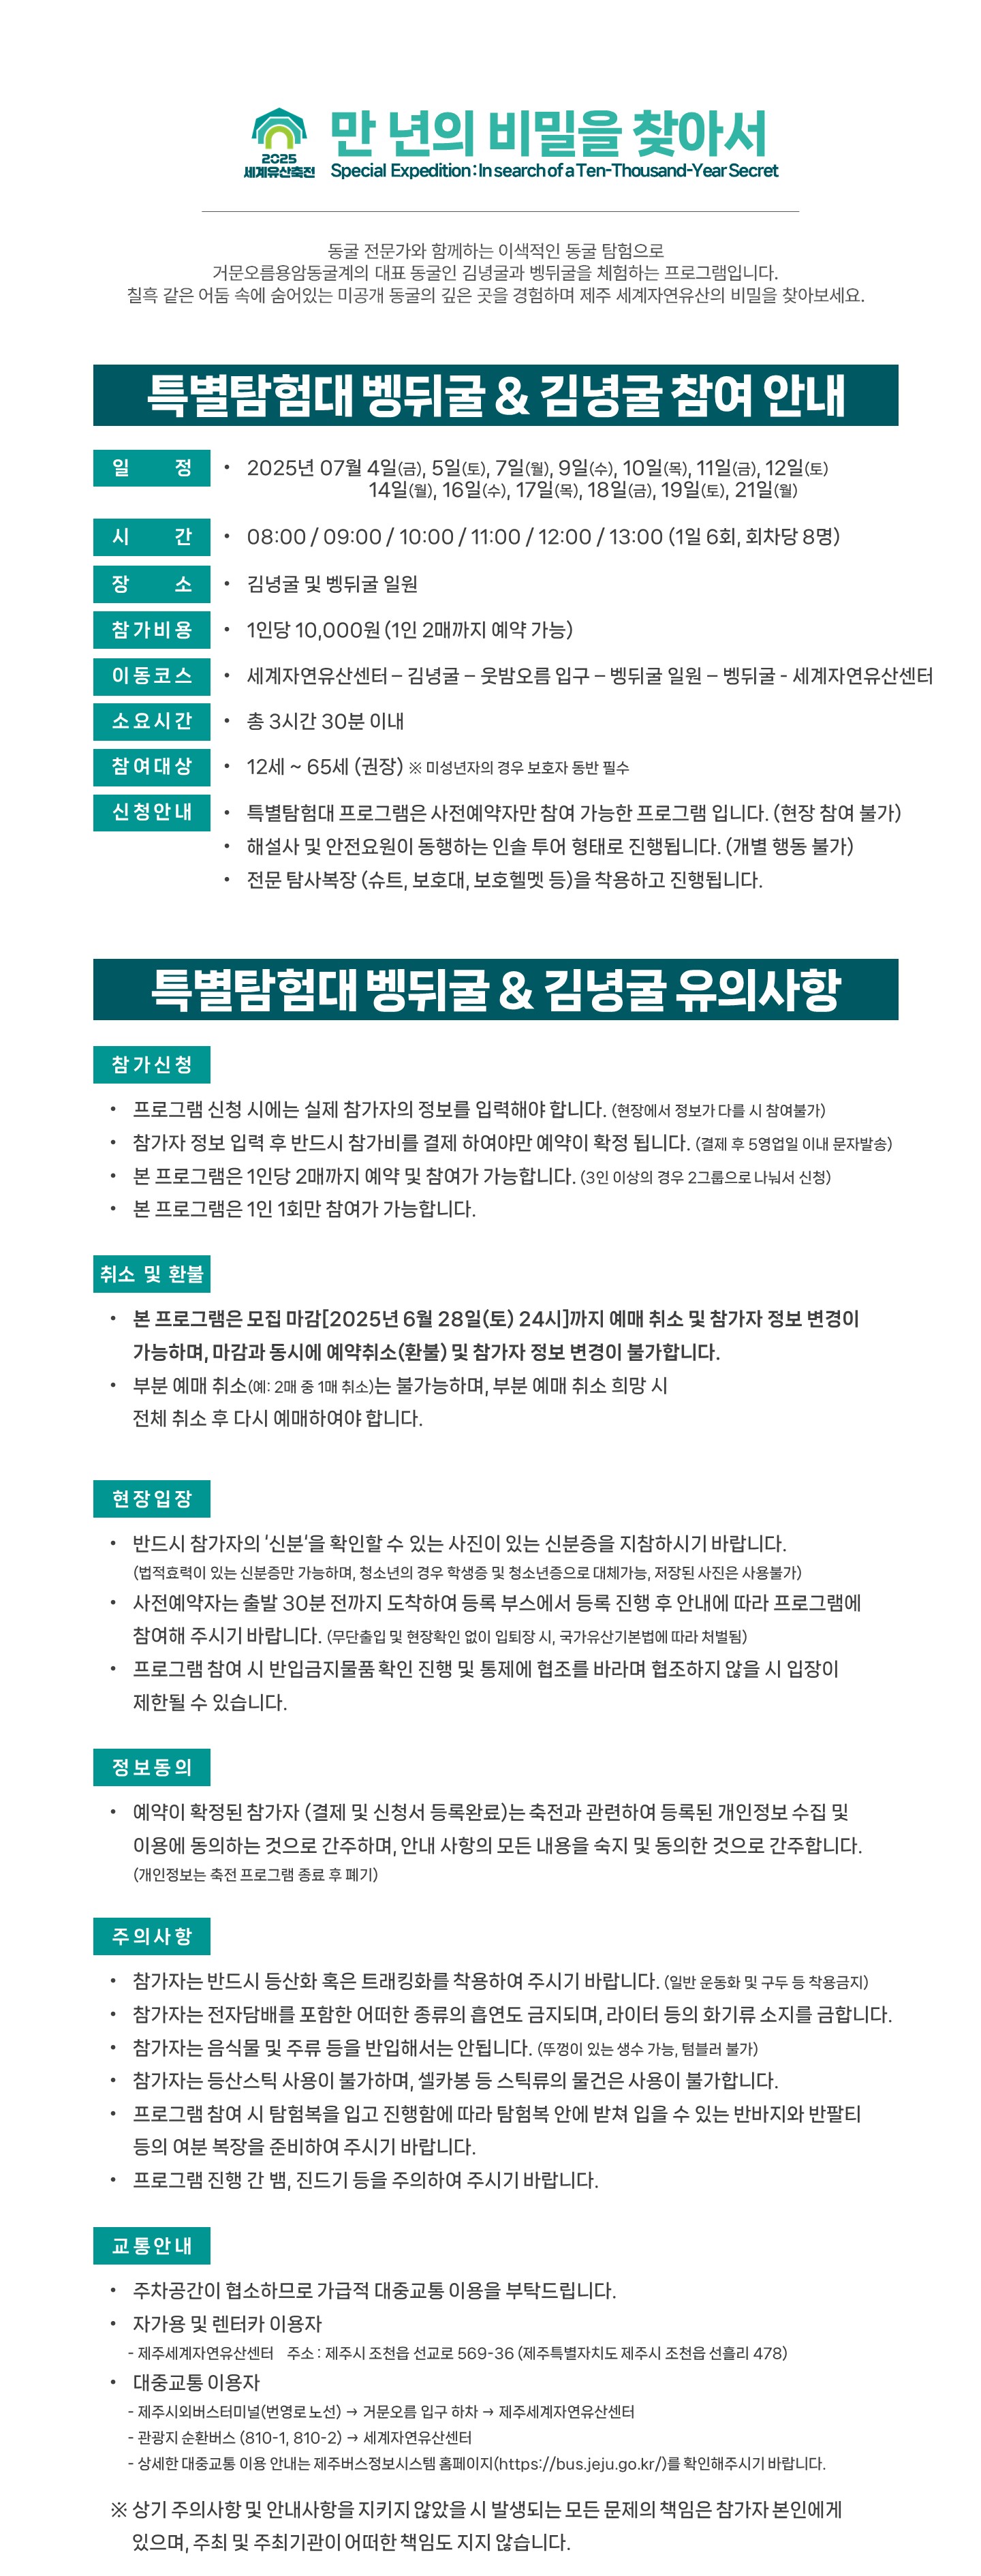 2025
세계유산축전
만 년의 비밀을 찾아서
Special Expedition : In search of a Ten-Thousand-Year Secret
동굴 전문가와 함께하는 이색적인 동굴 탐험으로
거문오름용암동굴계의 대표 동굴인 김녕굴과 벵뒤굴을 체험하는 프로그램입니다.
칠흑 같은 어둠 속에 숨어있는 미공개 동굴의 깊은 곳을 경험하며 제주 세계자연유산의 비밀을 찾아보세요.
특별탐험대 벵뒤굴 & 김녕굴 참여 안내
일 정 • 2025년 07월 4일(금), 5일(토), 7일(월), 9일(수), 10일(목), 11일(금), 12일(토)
14일(월), 16일(수), 17일(목), 18일(금), 19일(토), 21일(월)
시 간 • 08:00 / 09:00 / 10:00 / 11:00 / 12:00 / 13:00 (1일 6회, 회차당 8명)
장 소 • 김녕굴 및 벵뒤굴 일원
참가비용 • 1인당 10,000원 (1인 2매까지 예약 가능)
이동코스 • 세계자연유산센터 – 김녕굴 – 웃밤오름 입구 – 벵뒤굴 일원 – 벵뒤굴 - 세계자연유산센터
소요시간 • 총 3시간 30분 이내
참여대상 • 12세 ~ 65세 (권장) ※ 미성년자의 경우 보호자 동반 필수
신청안내 • 특별탐험대 프로그램은 사전예약자만 참여 가능한 프로그램 입니다. (현장 참여 불가)
• 해설사 및 안전요원이 동행하는 인솔 투어 형태로 진행됩니다. (개별 행동 불가)
• 전문 탐사복장 (슈트, 보호대, 보호헬멧 등)을 착용하고 진행됩니다.
특별탐험대 벵뒤굴 & 김녕굴 유의사항
참가신청
• 프로그램 신청 시에는 실제 참가자의 정보를 입력해야 합니다. (현장에서 정보가 다를 시 참여불가)
• 참가자 정보 입력 후 반드시 참가비를 결제 하여야만 예약이 확정 됩니다. (결제 후 5영업일 이내 문자발송)
• 본 프로그램은 1인당 2매까지 예약 및 참여가 가능합니다. (3인 이상의 경우 2그룹으로 나눠서 신청)
• 본 프로그램은 1인 1회만 참여가 가능합니다.
취소 및 환불
• 본 프로그램은 모집 마감[2025년 6월 28일(토) 24시]까지 예매 취소 및 참가자 정보 변경이
가능하며, 마감과 동시에 예약취소(환불) 및 참가자 정보 변경이 불가합니다.
• 부분 예매 취소(예: 2매 중 1매 취소)는 불가능하며, 부분 예매 취소 희망 시
전체 취소 후 다시 예매하여야 합니다.
현장입장
• 반드시 참가자의 '신분'을 확인할 수 있는 사진이 있는 신분증을 지참하시기 바랍니다.
(법적효력이 있는 신분증만 가능하며, 청소년의 경우 학생증 및 청소년증으로 대체가능, 저장된 사진은 사용불가)
• 사전예약자는 출발 30분 전까지 도착하여 등록 부스에서 등록 진행 후 안내에 따라 프로그램에
참여해 주시기 바랍니다. (무단출입 및 현장확인 없이 입퇴장 시, 국가유산기본법에 따라 처벌됨)
• 프로그램 참여 시 반입금지물품 확인 진행 및 통제에 협조를 바라며 협조하지 않을 시 입장이
제한될 수 있습니다.
정보동의
• 예약이 확정된 참가자 (결제 및 신청서 등록완료)는 축전과 관련하여 등록된 개인정보 수집 및
이용에 동의하는 것으로 간주하며, 안내 사항의 모든 내용을 숙지 및 동의한 것으로 간주합니다.
(개인정보는 축전 프로그램 종료 후 폐기)
주의사항
• 참가자는 반드시 등산화 혹은 트래킹화를 착용하여 주시기 바랍니다. (일반 운동화 및 구두 등 착용금지)
• 참가자는 전자담배를 포함한 어떠한 종류의 흡연도 금지되며, 라이터 등의 화기류 소지를 금합니다.
• 참가자는 음식물 및 주류 등을 반입해서는 안됩니다. (뚜껑이 있는 생수 가능, 텀블러 불가)
• 참가자는 등산스틱 사용이 불가하며, 셀카봉 등 스틱류의 물건은 사용이 불가합니다.
• 프로그램 참여 시 탐험복을 입고 진행함에 따라 탐험복 안에 받쳐 입을 수 있는 반바지와 반팔티
등의 여분 복장을 준비하여 주시기 바랍니다.
• 프로그램 진행 간 뱀, 진드기 등을 주의하여 주시기 바랍니다.
교통안내
• 주차공간이 협소하므로 가급적 대중교통 이용을 부탁드립니다.
• 자가용 및 렌터카 이용자
- 제주세계자연유산센터 주소 : 제주시 조천읍 선교로 569-36 (제주특별자치도 제주시 조천읍 선흘리 478)
• 대중교통 이용자
- 제주시외버스터미널(번영로 노선) → 거문오름 입구 하차 → 제주세계자연유산센터
- 관광지 순환버스 (810-1, 810-2) → 세계자연유산센터
- 상세한 대중교통 이용 안내는 제주버스정보시스템 홈페이지(https://bus.jeju.go.kr/)를 확인해주시기 바랍니다.
※ 상기 주의사항 및 안내사항을 지키지 않았을 시 발생되는 모든 문제의 책임은 참가자 본인에게
있으며, 주최 및 주최기관이 어떠한 책임도 지지 않습니다.